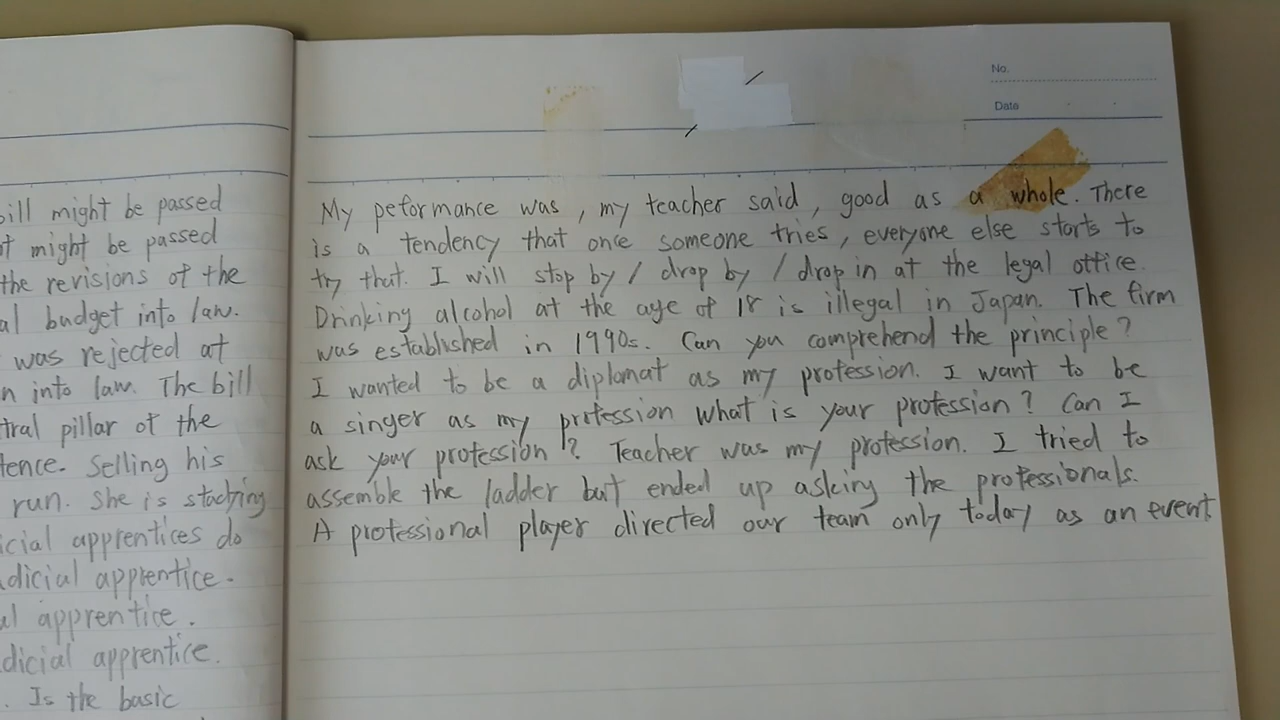 bill might be passed
might be passed
the revisions of the
budget into law.
was rejected at
into law. The bill
pillar of the
Selling his
run. She is studying
apprentices do
apprentice.
apprentice.
apprentice.
Is the basic
No.
Date
My peformance was, my teacher said, good as a whole. There
is a tendency that once someone tries, everyone else starts to
try that. I will stop by / drop by / drop in at the legal office.
Drinking alcohol at the age of 18 is illegal in Japan. The firm
was established in 1990s. Can you comprehend the principle?
I wanted to be a diplomat as my profession. I want to be
a singer as my profession What is your profession? Can I
ask your profession? Teacher was my profession. I tried to
assemble the ladder but ended up asking the professionals.
A professional player directed our team only today as an event.